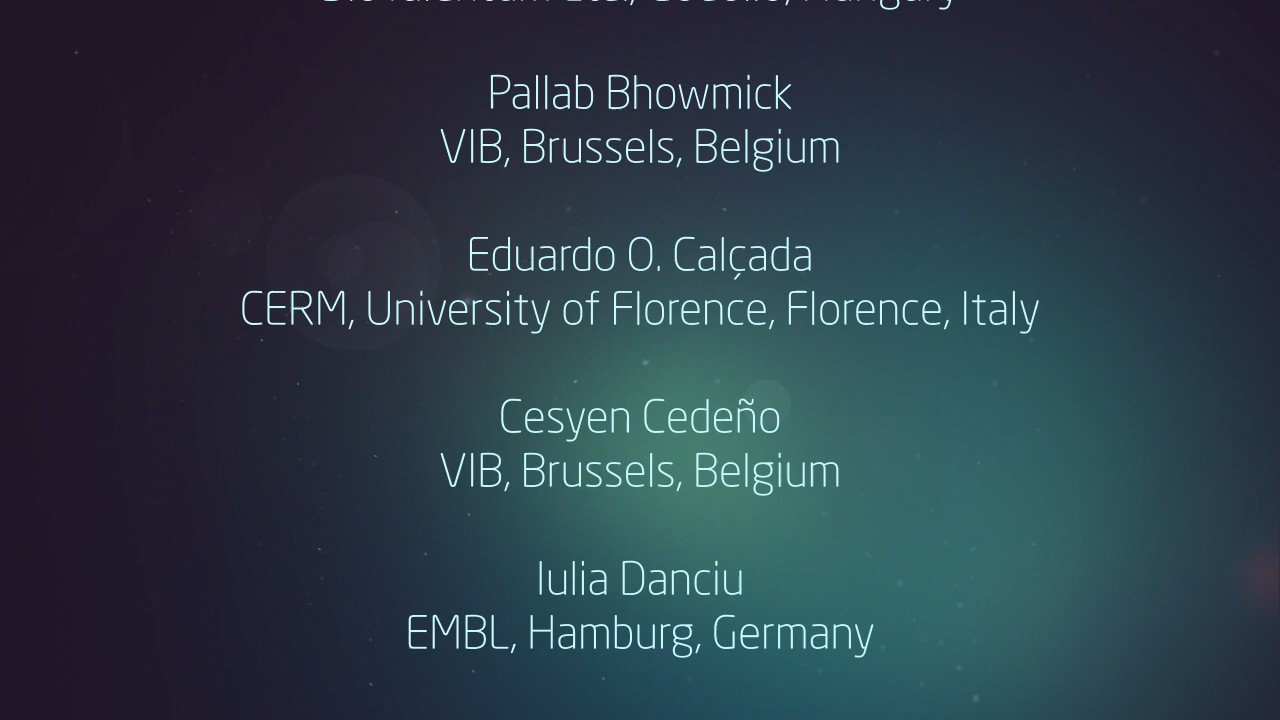 Hungary
Pallab Bhowmick
VIB, Brussels, Belgium
Eduardo O. Calçada
CERM, University of Florence, Florence, Italy
Cesyen Cedeño
VIB, Brussels, Belgium
Iulia Danciu
EMBL, Hamburg, Germany